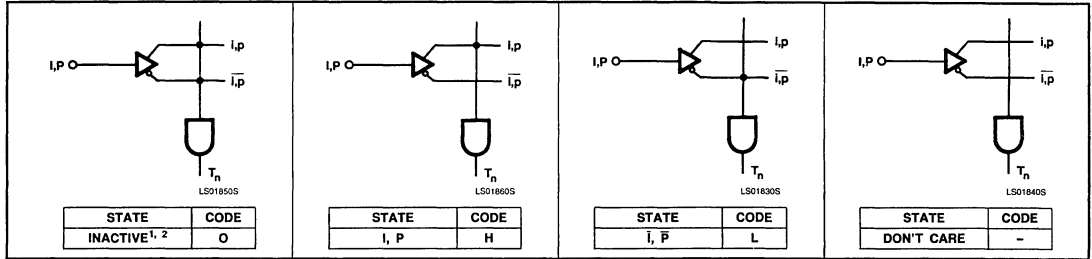 I,P
i,p
i,p
Tn
LS01850S
STATE CODE
INACTIVE1, 2 O
I,P
i,p
i,p
Tn
LS01860S
STATE CODE
I, P H
I,P
i,p
i,p
Tn
LS01830S
STATE CODE
Ī, P̄ L
I,P
i,p
i,p
Tn
LS01840S
STATE CODE
DON'T CARE –